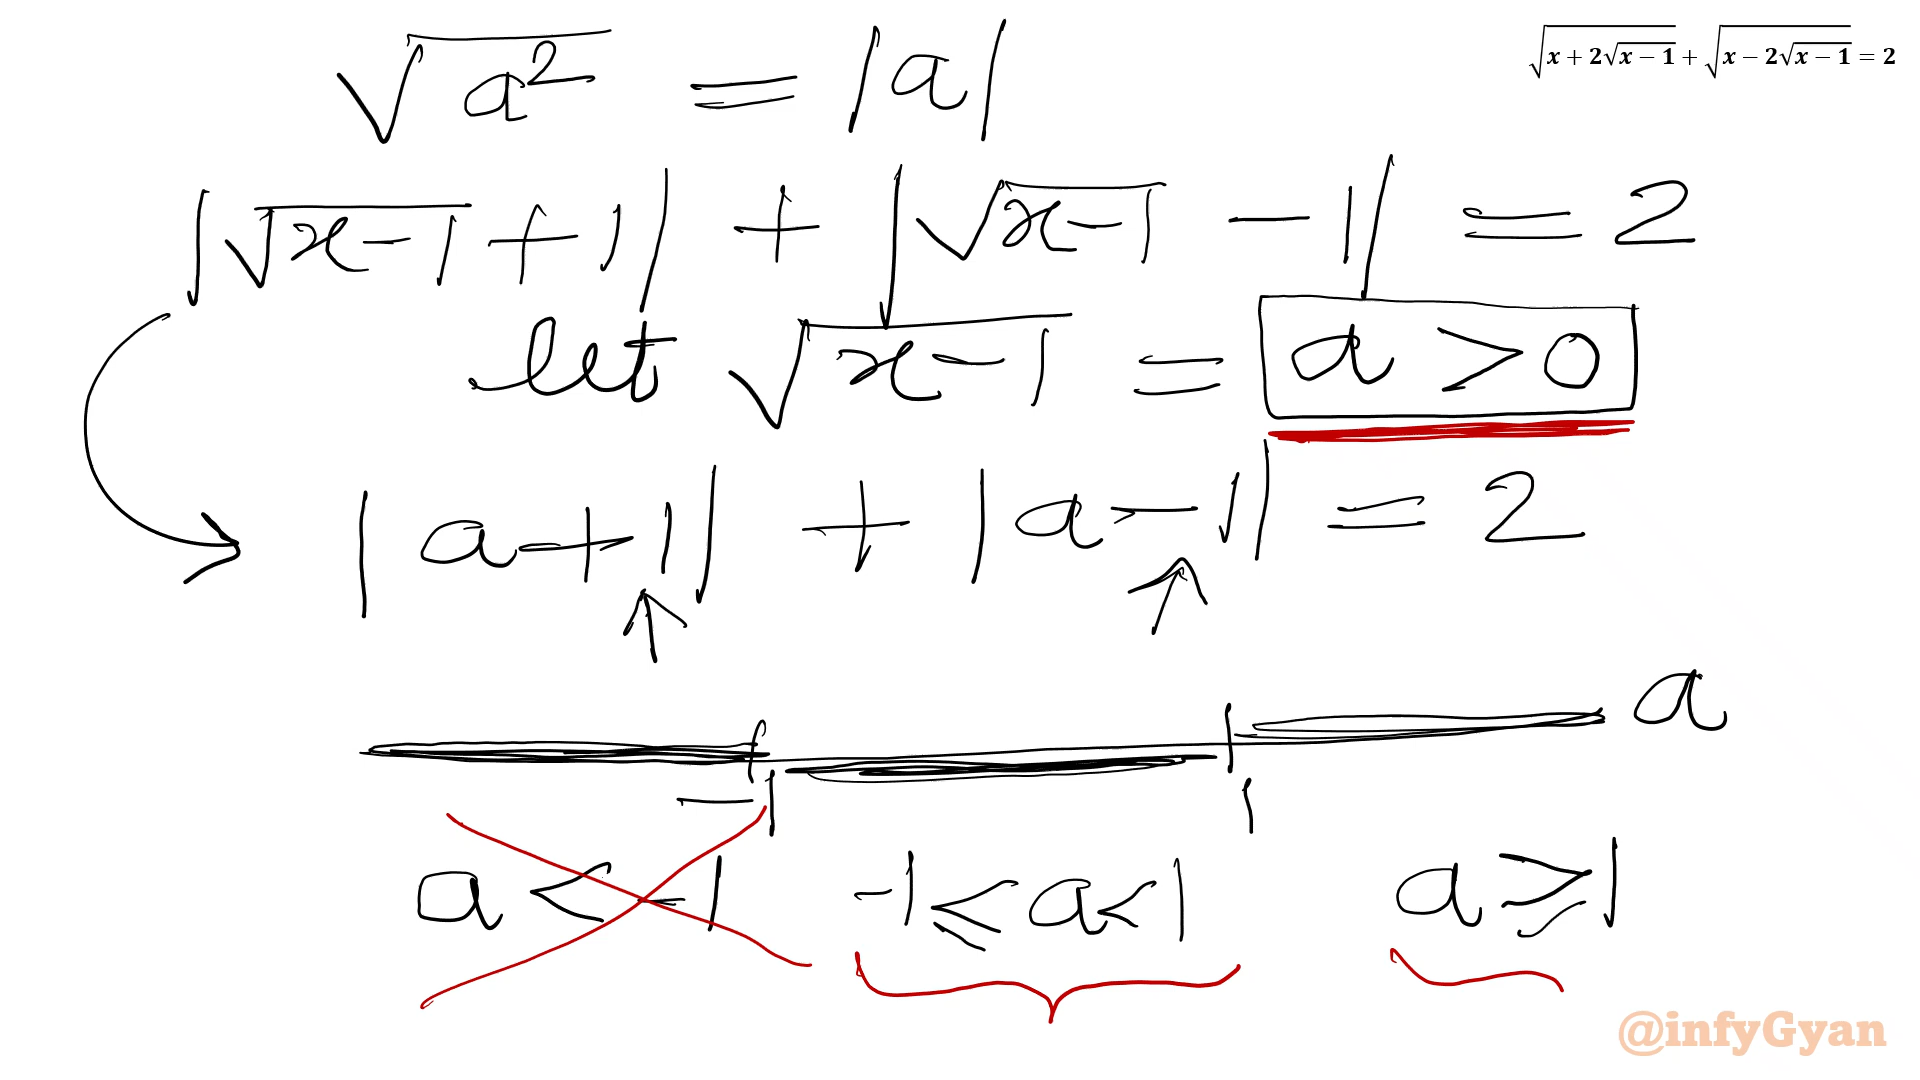 √(x + 2√(x − 1)) + √(x − 2√(x − 1)) = 2
√a² = |a|
|√(x-1) + 1| + |√(x-1) - 1| = 2
let √(x-1) = a > 0
|a+1| + |a-1| = 2
a
-1 1
a < -1 -1 ≤ a < 1 a ≥ 1
@infyGyan